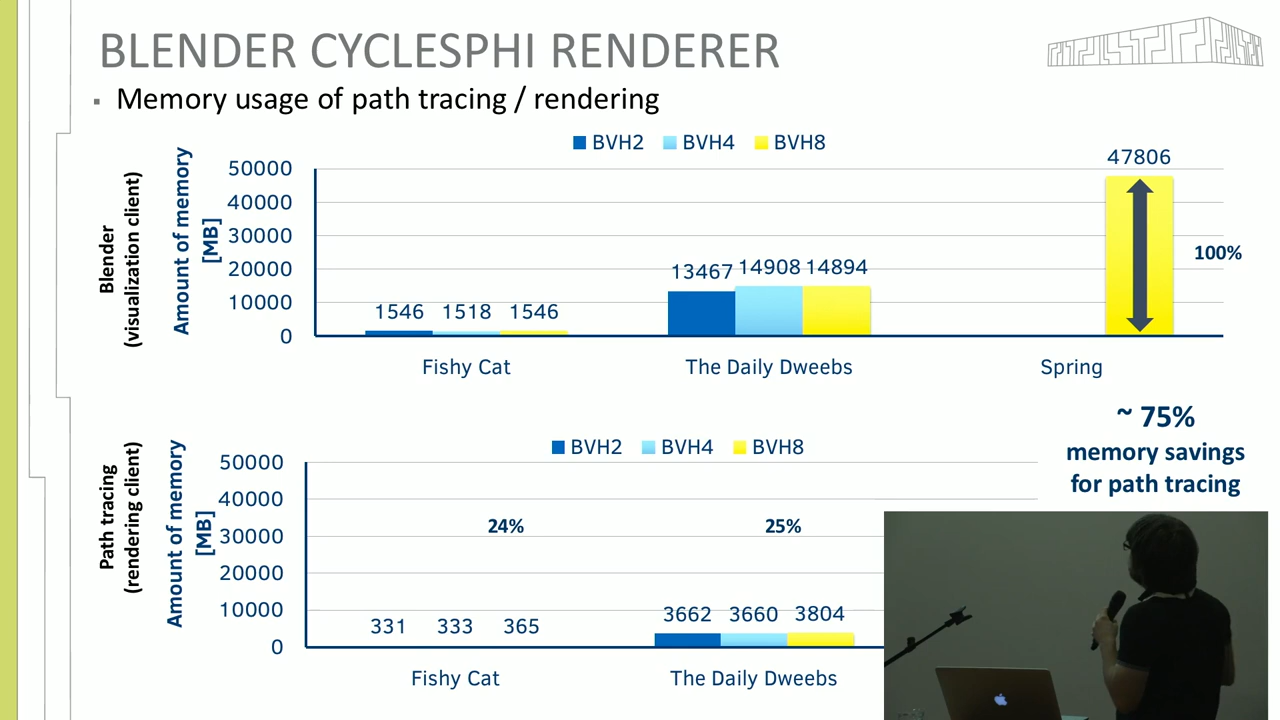 BLENDER CYCLESPHI RENDERER
▪ Memory usage of path tracing / rendering
Blender
(visualization client)
Amount of memory
[MB]
BVH2 BVH4 BVH8
50000
40000
30000
20000
10000
0
1546 1518 1546
13467 14908 14894
47806
100%
Fishy Cat
The Daily Dweebs
Spring
~ 75%
memory savings
for path tracing
Path tracing
(rendering client)
Amount of memory
[MB]
BVH2 BVH4 BVH8
50000
40000
30000
20000
10000
0
24%
25%
331 333 365
3662 3660 3804
Fishy Cat
The Daily Dweebs